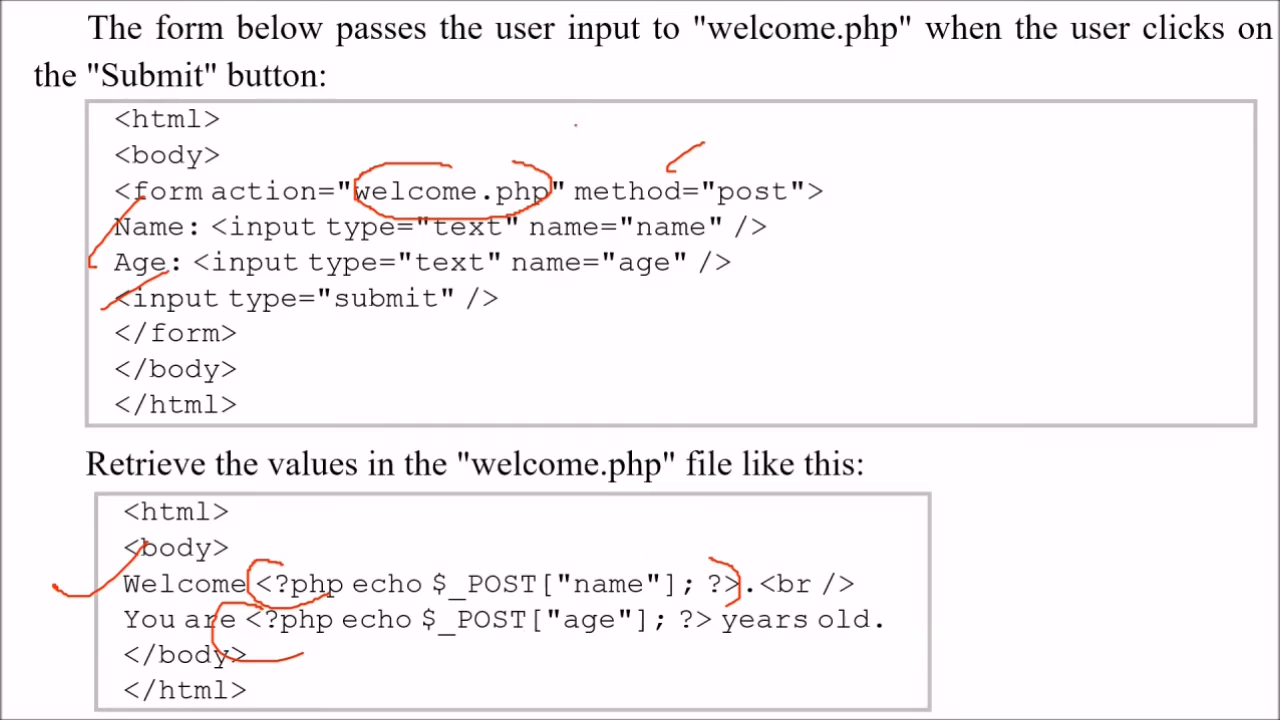 The form below passes the user input to "welcome.php" when the user clicks on
the "Submit" button:
<html>
<body>
<form action="welcome.php" method="post">
Name: <input type="text" name="name" />
Age: <input type="text" name="age" />
<input type="submit" />
</form>
</body>
</html>
Retrieve the values in the "welcome.php" file like this:
<html>
<body>
Welcome <?php echo $_POST["name"]; ?>.<br />
You are <?php echo $_POST["age"]; ?> years old.
</body>
</html>